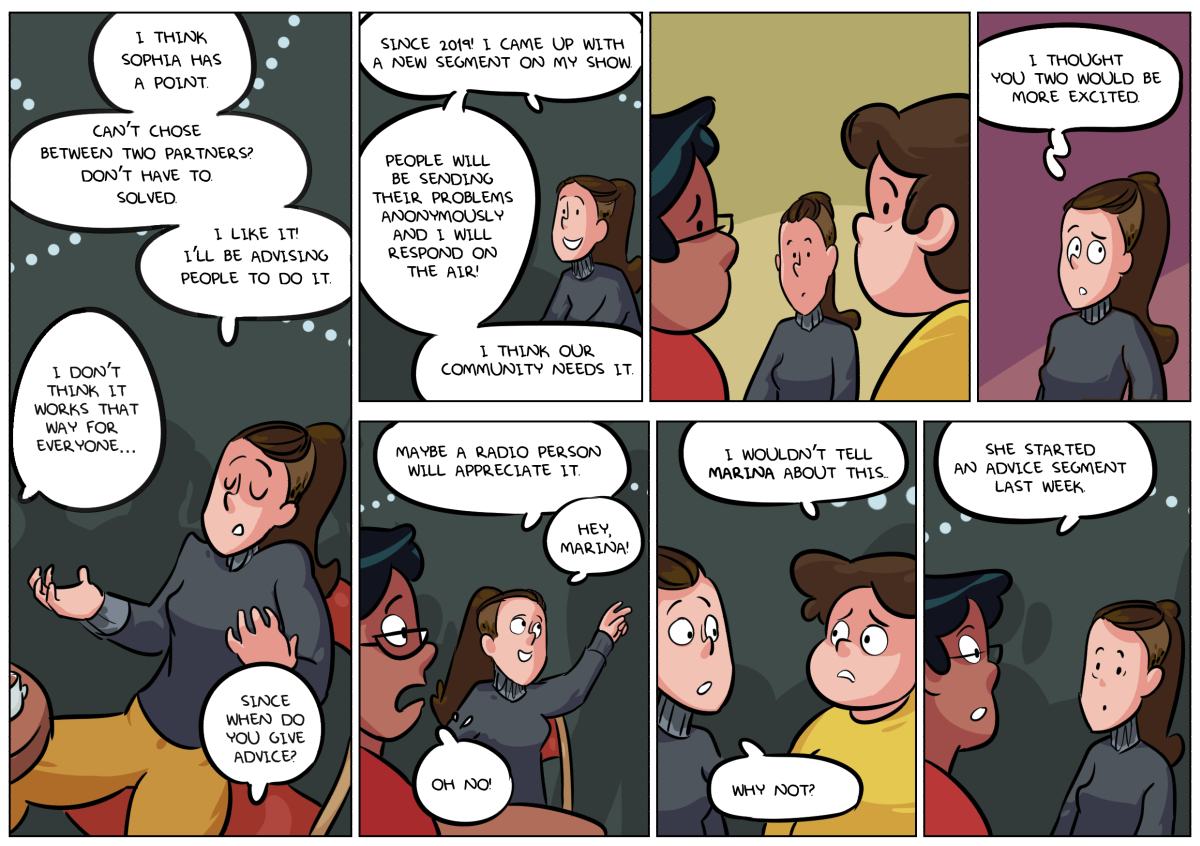 I THINK
SOPHIA HAS
A POINT.
CAN'T CHOSE
BETWEEN TWO PARTNERS?
DON'T HAVE TO.
SOLVED.
I LIKE IT!
I'LL BE ADVISING
PEOPLE TO DO IT.
I DON'T
THINK IT
WORKS THAT
WAY FOR
EVERYONE...
SINCE
WHEN DO
YOU GIVE
ADVICE?
SINCE 2019! I CAME UP WITH
A NEW SEGMENT ON MY SHOW.
PEOPLE WILL
BE SENDING
THEIR PROBLEMS
ANONYMOUSLY
AND I WILL
RESPOND ON
THE AIR!
I THINK OUR
COMMUNITY NEEDS IT.
I THOUGHT
YOU TWO WOULD BE
MORE EXCITED.
MAYBE A RADIO PERSON
WILL APPRECIATE IT.
HEY,
MARINA!
OH NO!
I WOULDN'T TELL
MARINA ABOUT THIS..
WHY NOT?
SHE STARTED
AN ADVICE SEGMENT
LAST WEEK.